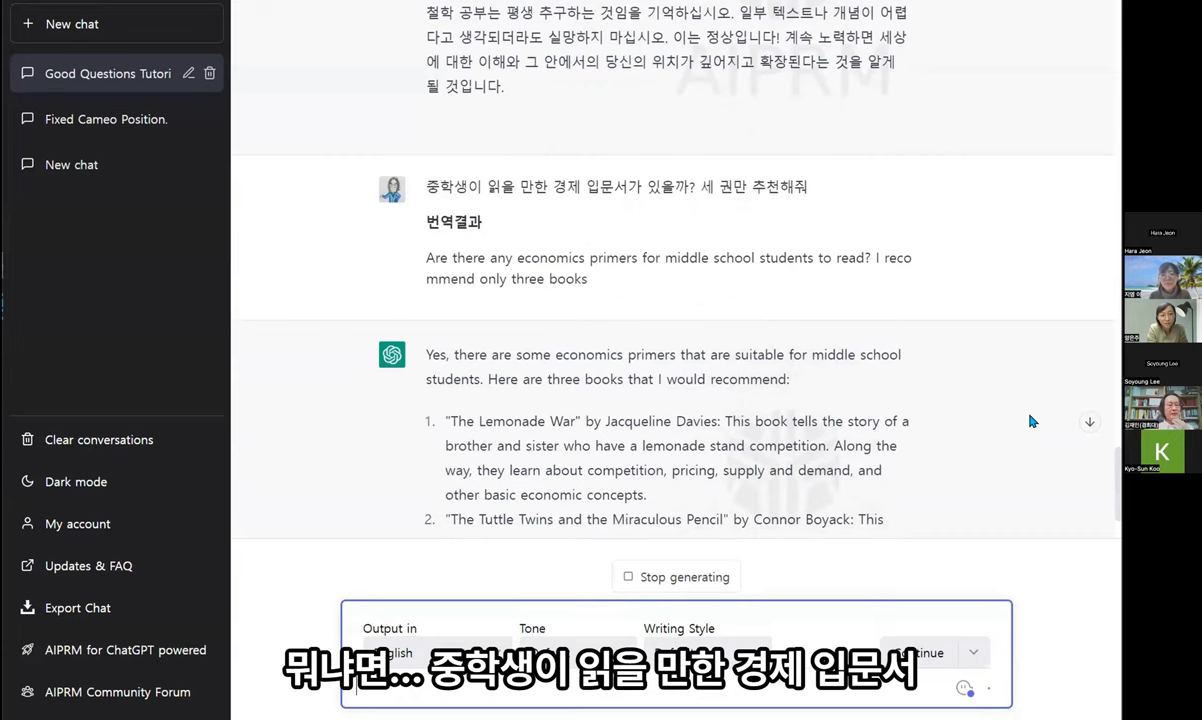 New chat
Good Questions Tutori
Fixed Cameo Position.
New chat
Clear conversations
Dark mode
My account
Updates & FAQ
Export Chat
AIPRM for ChatGPT powered
AIPRM Community Forum
철학 공부는 평생 추구하는 것임을 기억하십시오. 일부 텍스트나 개념이 어렵
다고 생각되더라도 실망하지 마십시오. 이는 정상입니다! 계속 노력하면 세상
에 대한 이해와 그 안에서의 당신의 위치가 깊어지고 확장된다는 것을 알게
될 것입니다.
AIPRM
중학생이 읽을 만한 경제 입문서가 있을까? 세 권만 추천해줘
번역결과
Are there any economics primers for middle school students to read? I reco
mmend only three books
Yes, there are some economics primers that are suitable for middle school
students. Here are three books that I would recommend:
1. "The Lemonade War" by Jacqueline Davies: This book tells the story of a
brother and sister who have a lemonade stand competition. Along the
way, they learn about competition, pricing, supply and demand, and
other basic economic concepts.
2. "The Tuttle Twins and the Miraculous Pencil" by Connor Boyack: This
Stop generating
Output in
Tone
Writing Style
뭐냐면... 중학생이 읽을 만한 경제 입문서
Hara Jeon
Hara Jeon
Soyoung Lee
Soyoung Lee
K
Kyo-Sun Koo